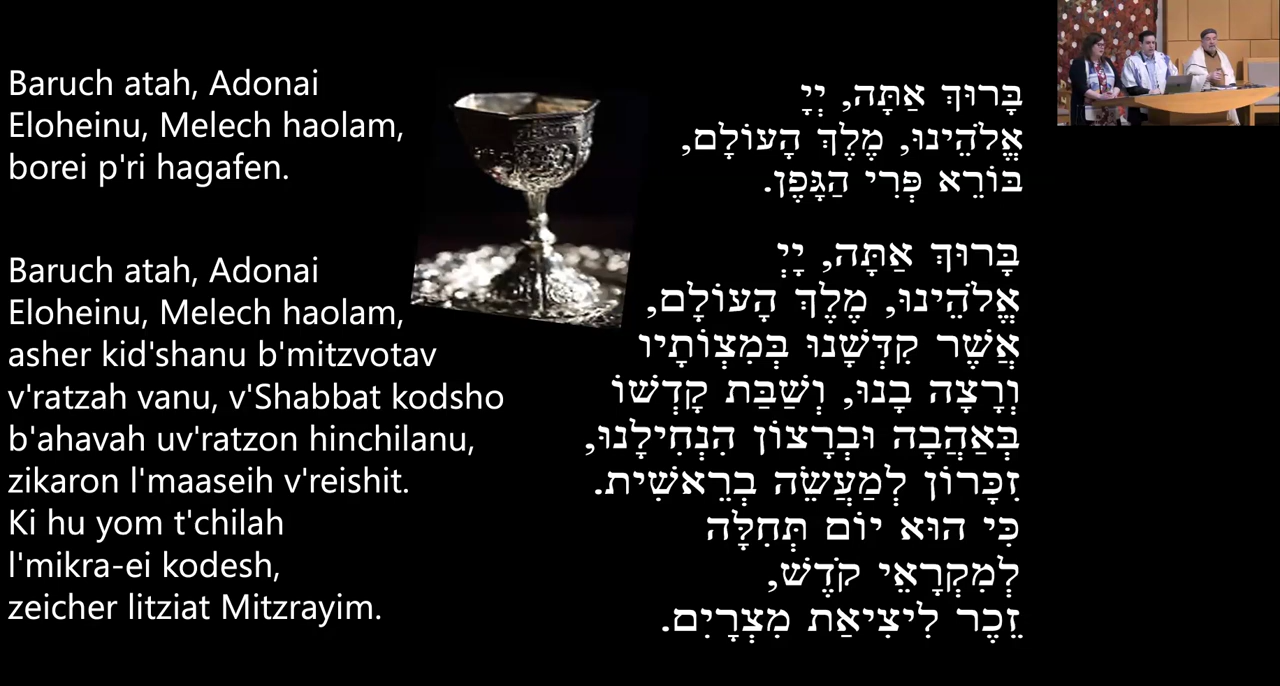 Baruch atah, Adonai
Eloheinu, Melech haolam,
borei p'ri hagafen.
Baruch atah, Adonai
Eloheinu, Melech haolam,
asher kid'shanu b'mitzvotav
v'ratzah vanu, v'Shabbat kodsho
b'ahavah uv'ratzon hinchilanu,
zikaron l'maaseih v'reishit.
Ki hu yom t'chilah
l'mikra-ei kodesh,
zeicher litziat Mitzrayim.
בָּרוּךְ אַתָּה, יְיָ
אֱלֹהֵינוּ, מֶלֶךְ הָעוֹלָם,
בּוֹרֵא פְּרִי הַגָּפֶן.
בָּרוּךְ אַתָּה, יְיָ
אֱלֹהֵינוּ, מֶלֶךְ הָעוֹלָם,
אֲשֶׁר קִדְּשָׁנוּ בְּמִצְוֹתָיו
וְרָצָה בָנוּ, וְשַׁבַּת קָדְשׁוֹ
בְּאַהֲבָה וּבְרָצוֹן הִנְחִילָנוּ,
זִכָּרוֹן לְמַעֲשֵׂה בְרֵאשִׁית.
כִּי הוּא יוֹם תְּחִלָּה
לְמִקְרָאֵי קֹדֶשׁ,
זֵכֶר לִיצִיאַת מִצְרָיִם.